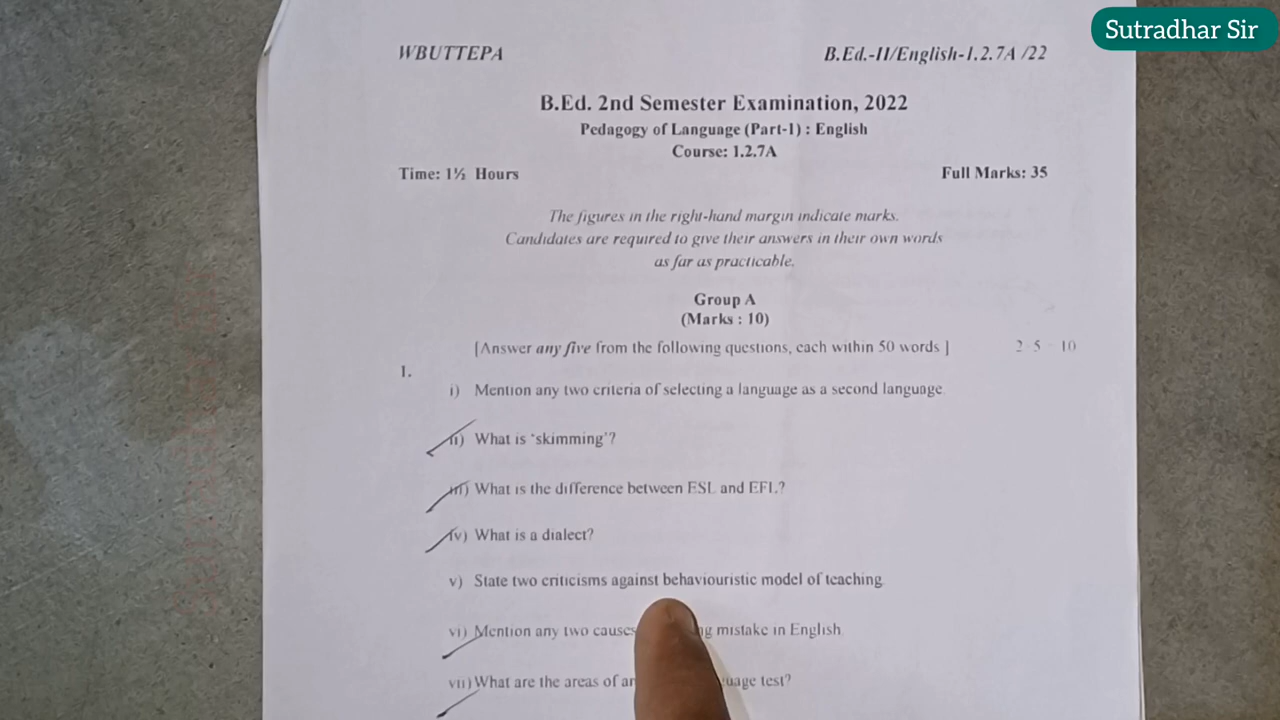 Sutradhar Sir
WBUTTEPA
B.Ed.-II/English-1.2.7A /22
B.Ed. 2nd Semester Examination, 2022
Pedagogy of Language (Part-I) : English
Course: 1.2.7A
Time: 1½ Hours
Full Marks: 35
The figures in the right-hand margin indicate marks.
Candidates are required to give their answers in their own words
as far as practicable.
Group A
(Marks : 10)
[Answer any five from the following questions, each within 50 words ] 2 5 10
1.
i) Mention any two criteria of selecting a language as a second language.
ii) What is 'skimming'?
iii) What is the difference between ESL and EFL?
iv) What is a dialect?
v) State two criticisms against behaviouristic model of teaching.
vi) Mention any two causes mistake in English
vii) What are the areas of test?